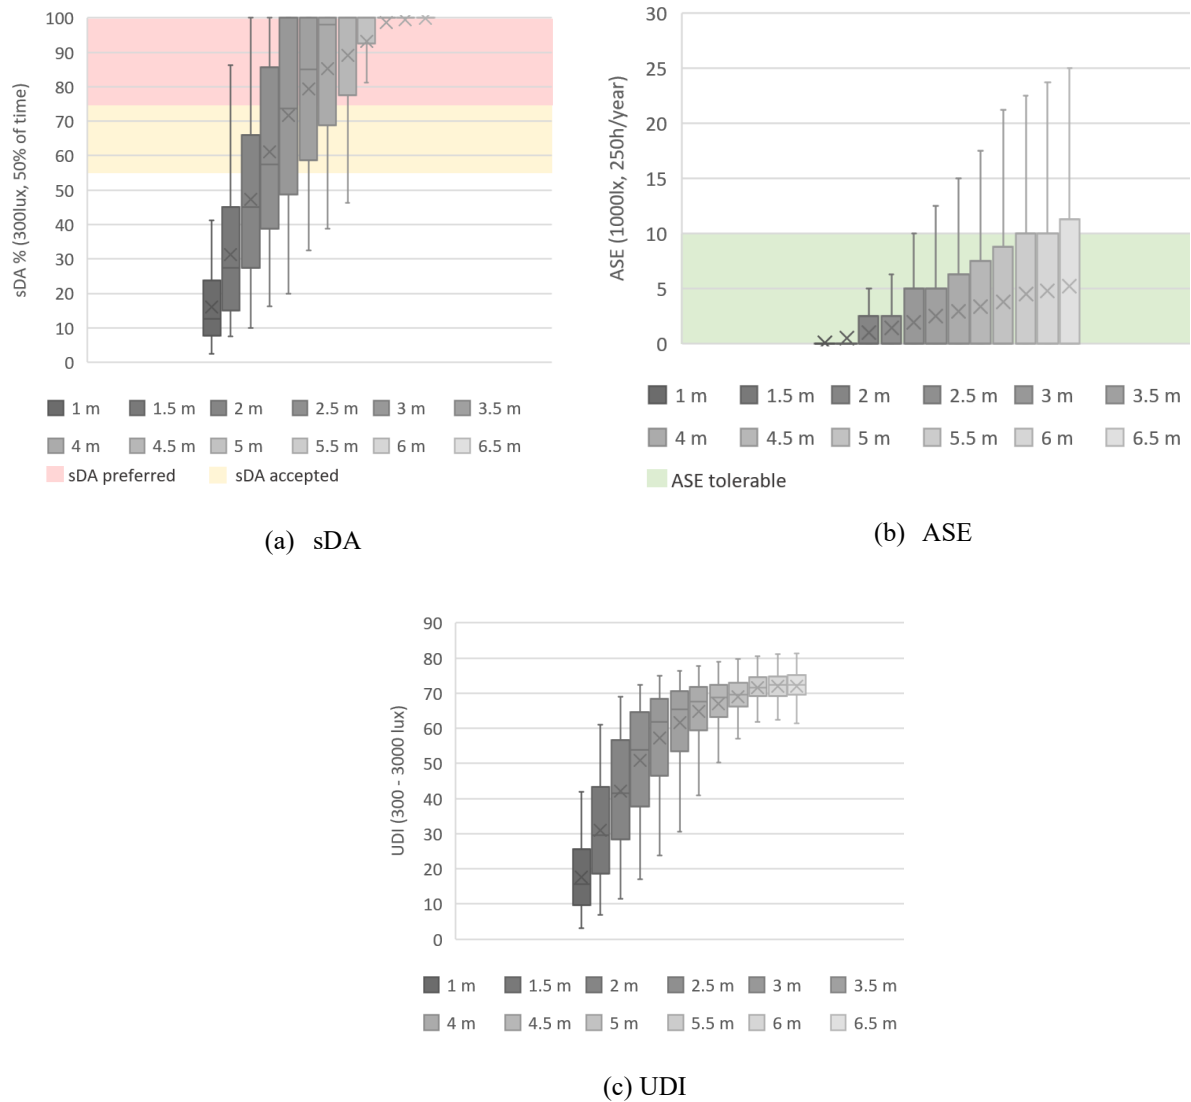 sDA % (300lux, 50% of time)
100
90
80
70
60
50
40
30
20
10
0
1 m 1.5 m 2 m 2.5 m 3 m 3.5 m
4 m 4.5 m 5 m 5.5 m 6 m 6.5 m
sDA preferred sDA accepted
(a) sDA
ASE (1000lx, 250h/year)
30
25
20
15
10
5
0
1 m 1.5 m 2 m 2.5 m 3 m 3.5 m
4 m 4.5 m 5 m 5.5 m 6 m 6.5 m
ASE tolerable
(b) ASE
UDI (300 - 3000 lux)
90
80
70
60
50
40
30
20
10
0
1 m 1.5 m 2 m 2.5 m 3 m 3.5 m
4 m 4.5 m 5 m 5.5 m 6 m 6.5 m
(c) UDI